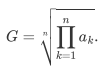 G = \sqrt[n]{\prod_{k=1}^{n} a_k}.